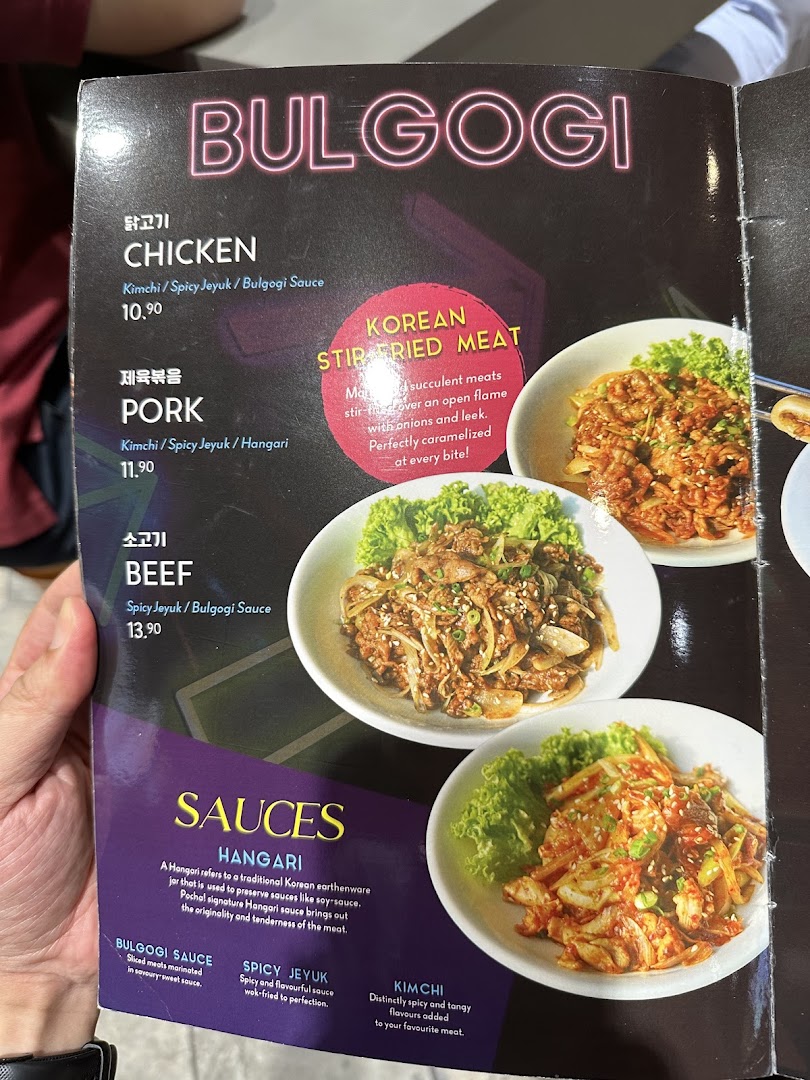 BULGOGI
닭고기
CHICKEN
Kimchi / Spicy Jeyuk / Bulgogi Sauce
10.90
제육볶음
PORK
Kimchi / Spicy Jeyuk / Hangari
11.90
소고기
BEEF
Spicy Jeyuk / Bulgogi Sauce
13.90
KOREAN
STIR-FRIED MEAT
succulent meats
over an open flame
with onions and leek.
Perfectly caramelized
at every bite!
SAUCES
HANGARI
A Hangari refers to a traditional Korean earthenware
jar that is used to preserve sauces like soy-sauce.
Pocha! signature Hangari sauce brings out
the originality and tenderness of the meat.
BULGOGI SAUCE
Sliced meats marinated
in savoury-sweet sauce.
SPICY JEYUK
Spicy and flavourful sauce
wok-fried to perfection.
KIMCHI
Distinctly spicy and tangy
flavours added
to your favourite meat.